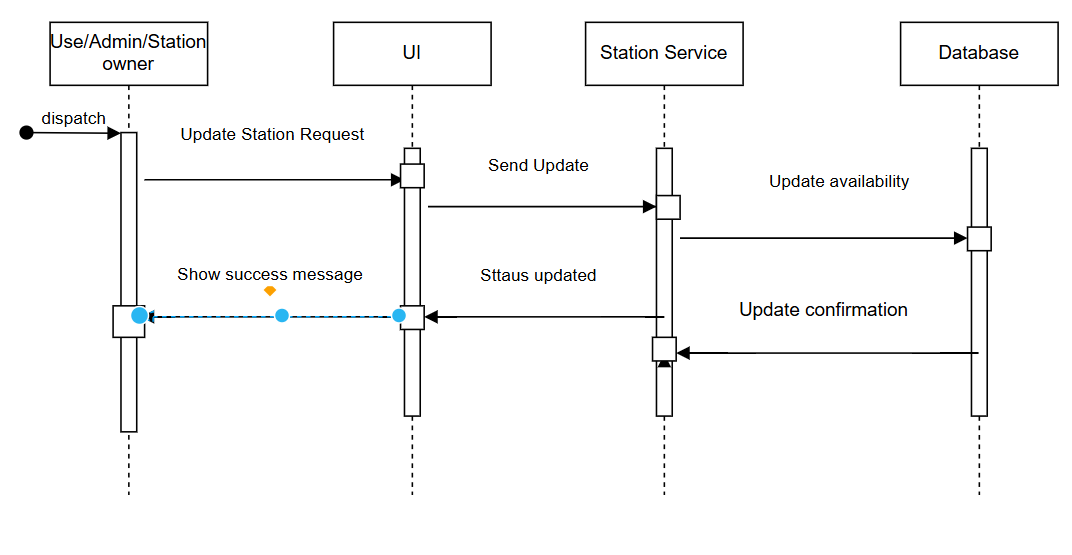 Use/Admin/Station
owner
UI
Station Service
Database
dispatch
Update Station Request
Send Update
Update availability
Show success message
Sttaus updated
Update confirmation